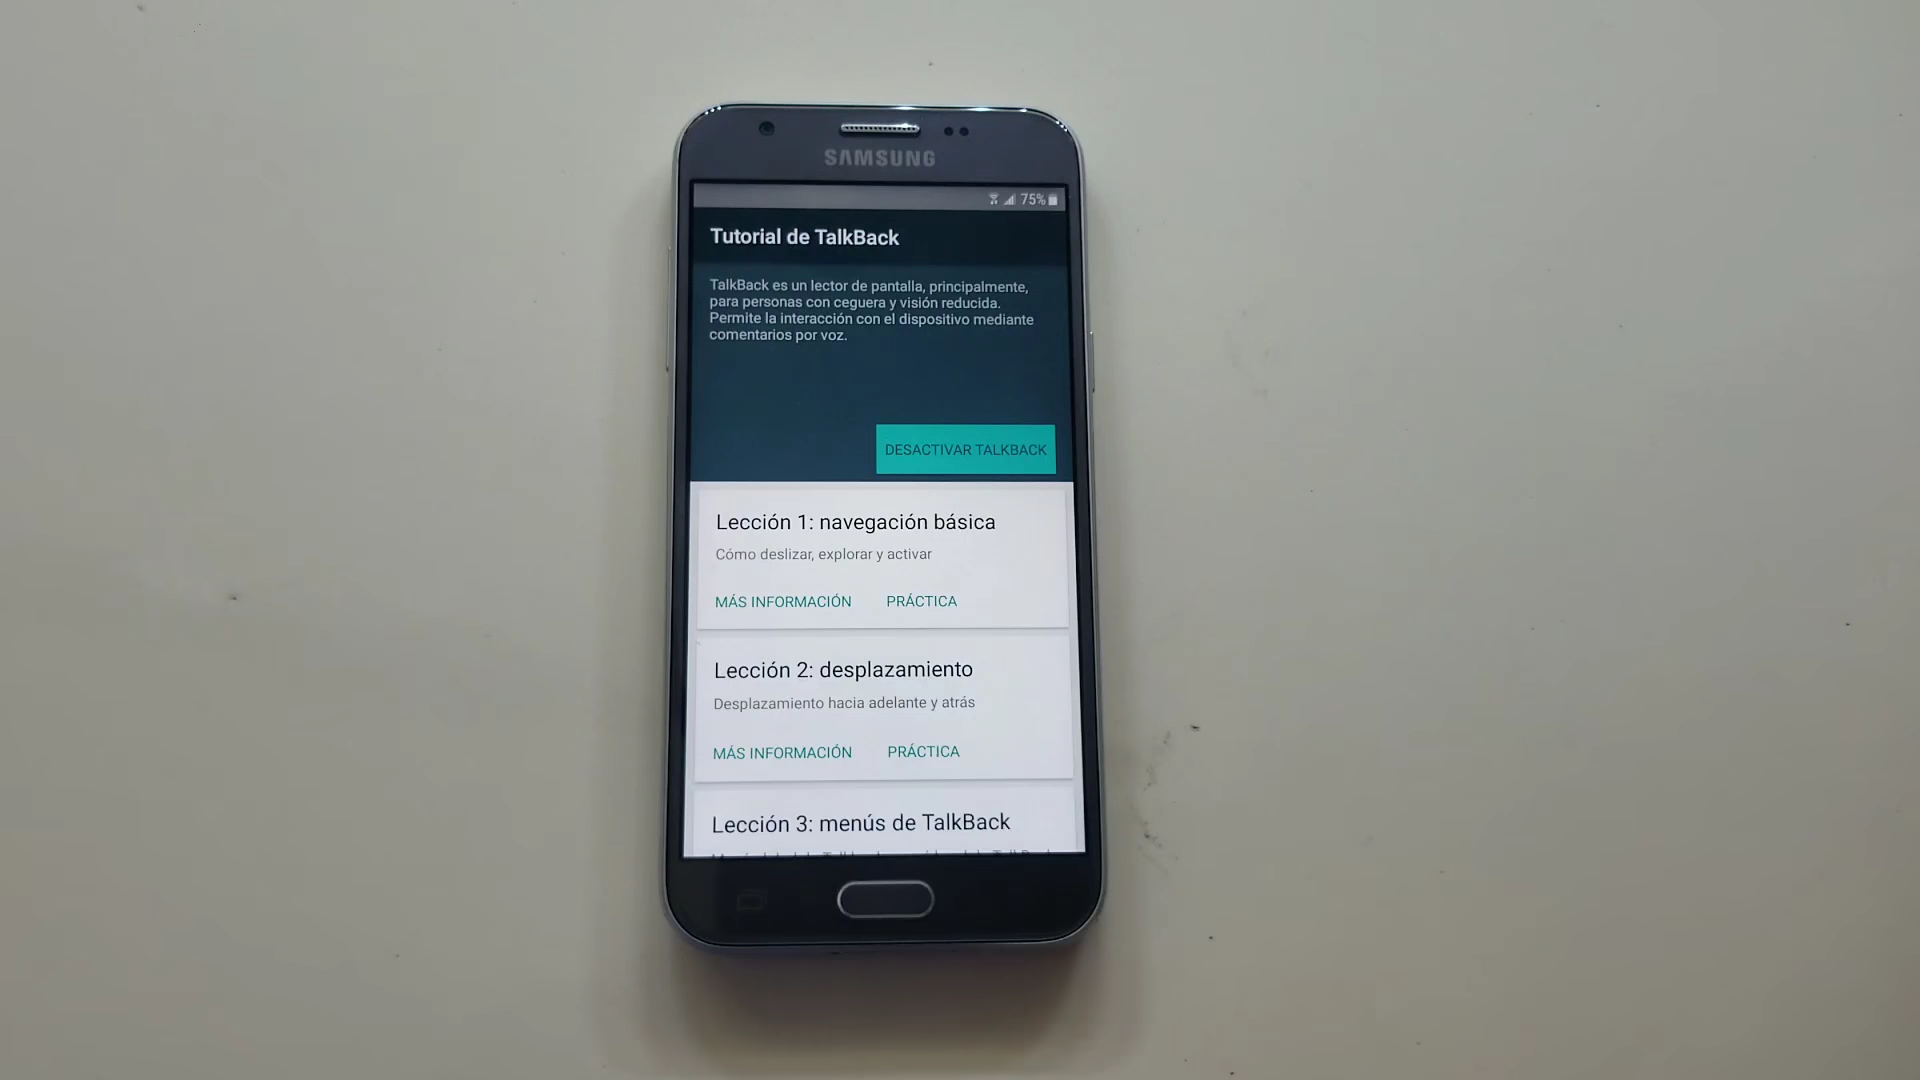 SAMSUNG
75%
Tutorial de TalkBack
TalkBack es un lector de pantalla, principalmente,
para personas con ceguera y visión reducida.
Permite la interacción con el dispositivo mediante
comentarios por voz.
DESACTIVAR TALKBACK
Lección 1: navegación básica
Cómo deslizar, explorar y activar
MÁS INFORMACIÓN PRÁCTICA
Lección 2: desplazamiento
Desplazamiento hacia adelante y atrás
MÁS INFORMACIÓN PRÁCTICA
Lección 3: menús de TalkBack